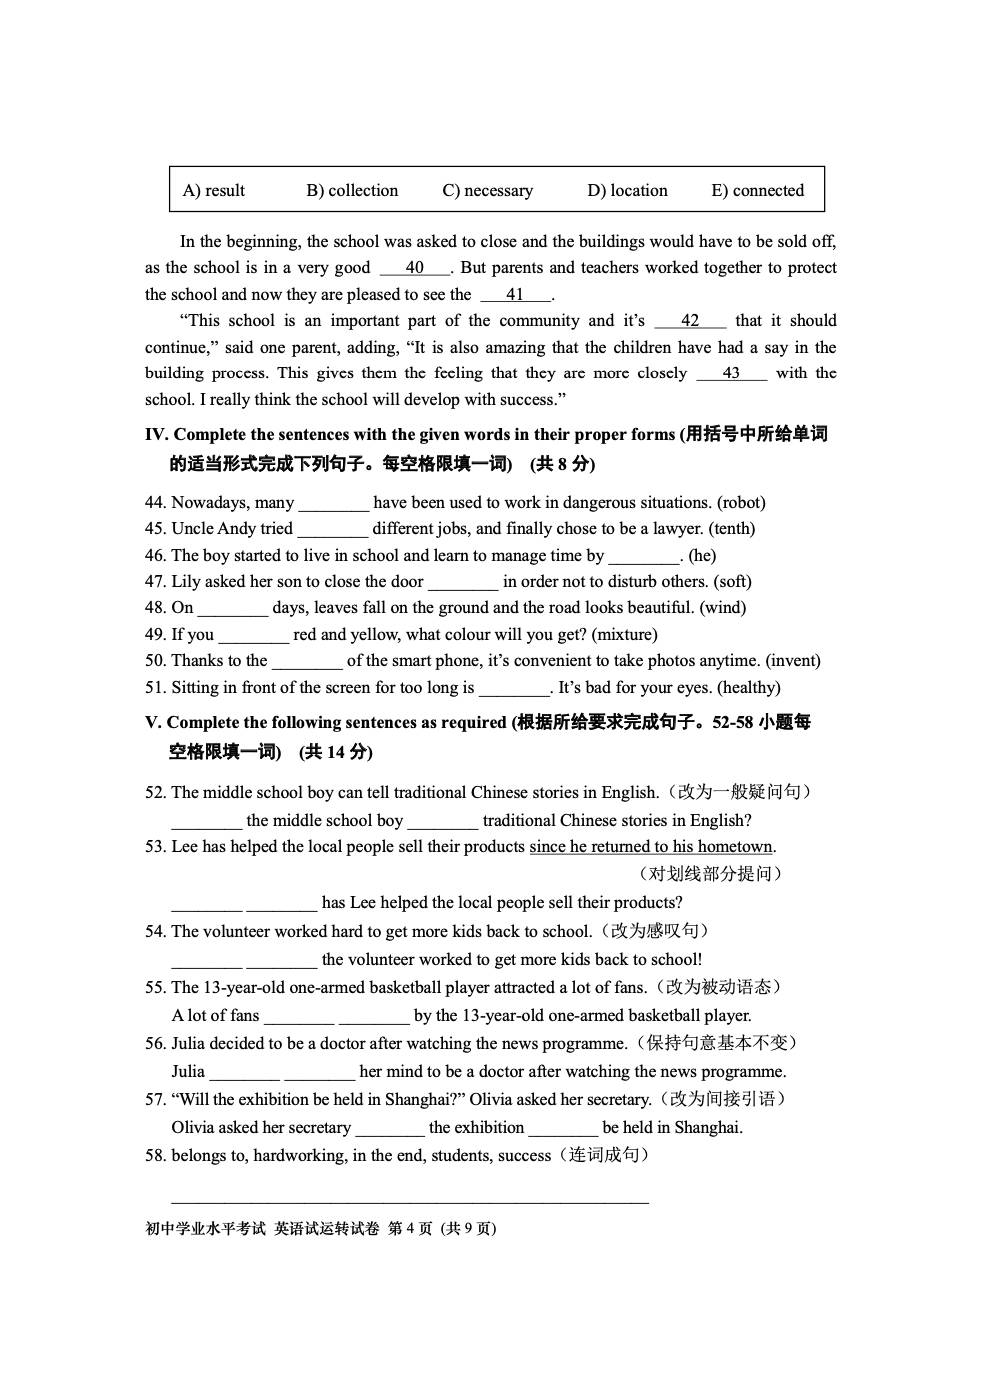 A) result B) collection C) necessary D) location E) connected
In the beginning, the school was asked to close and the buildings would have to be sold off,
as the school is in a very good ___40___. But parents and teachers worked together to protect
the school and now they are pleased to see the ___41___.
“This school is an important part of the community and it’s ___42___ that it should
continue,” said one parent, adding, “It is also amazing that the children have had a say in the
building process. This gives them the feeling that they are more closely ___43___ with the
school. I really think the school will develop with success.”
IV. Complete the sentences with the given words in their proper forms (用括号中所给单词
的适当形式完成下列句子。每空格限填一词) (共 8 分)
44. Nowadays, many ________ have been used to work in dangerous situations. (robot)
45. Uncle Andy tried ________ different jobs, and finally chose to be a lawyer. (tenth)
46. The boy started to live in school and learn to manage time by ________. (he)
47. Lily asked her son to close the door ________ in order not to disturb others. (soft)
48. On ________ days, leaves fall on the ground and the road looks beautiful. (wind)
49. If you ________ red and yellow, what colour will you get? (mixture)
50. Thanks to the ________ of the smart phone, it’s convenient to take photos anytime. (invent)
51. Sitting in front of the screen for too long is ________. It’s bad for your eyes. (healthy)
V. Complete the following sentences as required (根据所给要求完成句子。52-58 小题每
空格限填一词) (共 14 分)
52. The middle school boy can tell traditional Chinese stories in English.（改为一般疑问句）
________ the middle school boy ________ traditional Chinese stories in English?
53. Lee has helped the local people sell their products since he returned to his hometown.
（对划线部分提问）
________ ________ has Lee helped the local people sell their products?
54. The volunteer worked hard to get more kids back to school.（改为感叹句）
________ ________ the volunteer worked to get more kids back to school!
55. The 13-year-old one-armed basketball player attracted a lot of fans.（改为被动语态）
A lot of fans ________ ________ by the 13-year-old one-armed basketball player.
56. Julia decided to be a doctor after watching the news programme.（保持句意基本不变）
Julia ________ ________ her mind to be a doctor after watching the news programme.
57. “Will the exhibition be held in Shanghai?” Olivia asked her secretary.（改为间接引语）
Olivia asked her secretary ________ the exhibition ________ be held in Shanghai.
58. belongs to, hardworking, in the end, students, success（连词成句）
______________________________________________________
初中学业水平考试 英语试运转试卷 第 4 页 (共 9 页)